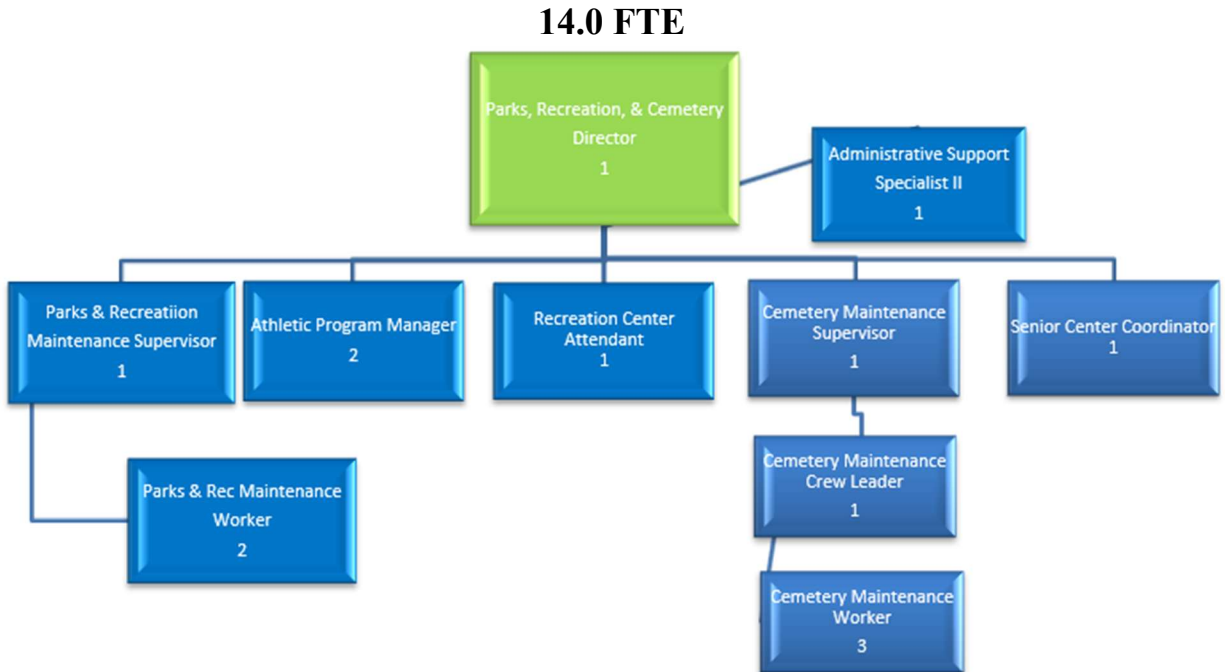 14.0 FTE
Parks, Recreation, & Cemetery
Director
1
Administrative Support
Specialist II
1
Parks & Recreatiion
Maintenance Supervisor
1
Athletic Program Manager
2
Recreation Center
Attendant
1
Cemetery Maintenance
Supervisor
1
Senior Center Coordinator
1
Parks & Rec Maintenance
Worker
2
Cemetery Maintenance
Crew Leader
1
Cemetery Maintenance
Worker
3